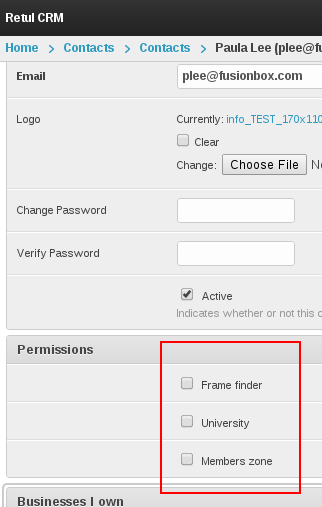 Retul CRM
Home > Contacts > Contacts > Paula Lee (plee@fu
Email plee@fusionbox.com
Logo Currently: info_TEST_170x110
Clear
Change: Choose File
Change Password
Verify Password
Active
Indicates whether or not this
Permissions
Frame finder
University
Members zone
Businesses I own